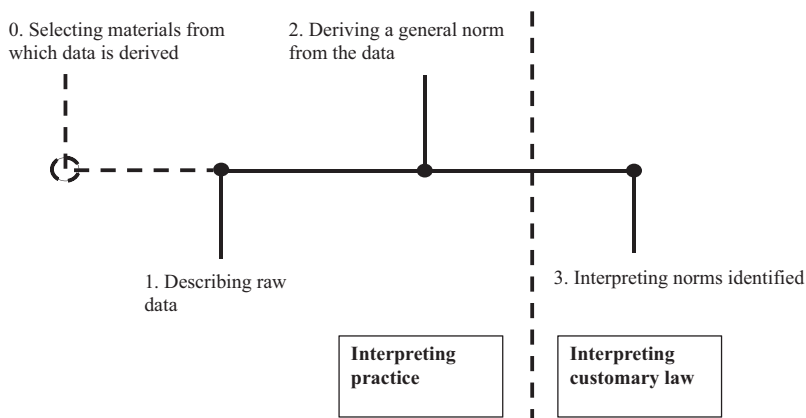 0. Selecting materials from
which data is derived
2. Deriving a general norm
from the data
1. Describing raw
data
3. Interpreting norms identified
Interpreting
practice
Interpreting
customary law